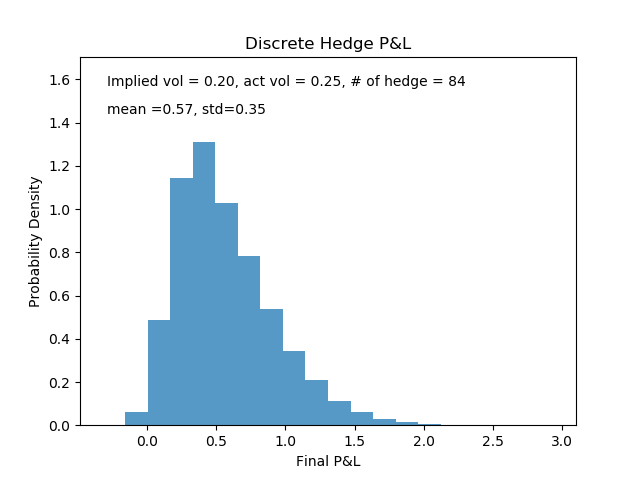 Discrete Hedge P&L
Implied vol = 0.20, act vol = 0.25, # of hedge = 84
mean =0.57, std=0.35
Probability Density
1.6
1.4
1.2
1.0
0.8
0.6
0.4
0.2
0.0
0.0 0.5 1.0 1.5 2.0 2.5 3.0
Final P&L